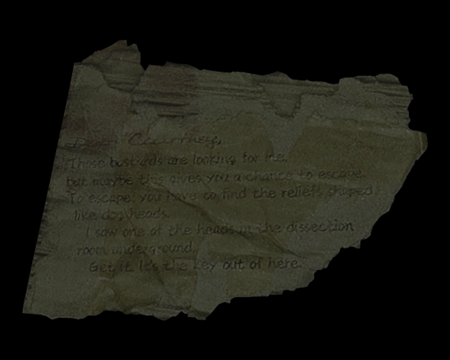 Dear Courtney,
Those bustards are looking for me.
but maybe this gives you a chance to escape.
To escape, you have to find the reliefs shaped
like dog heads.
I saw one of the heads in the dissection
room underground.
Get it. It's the key out of here.